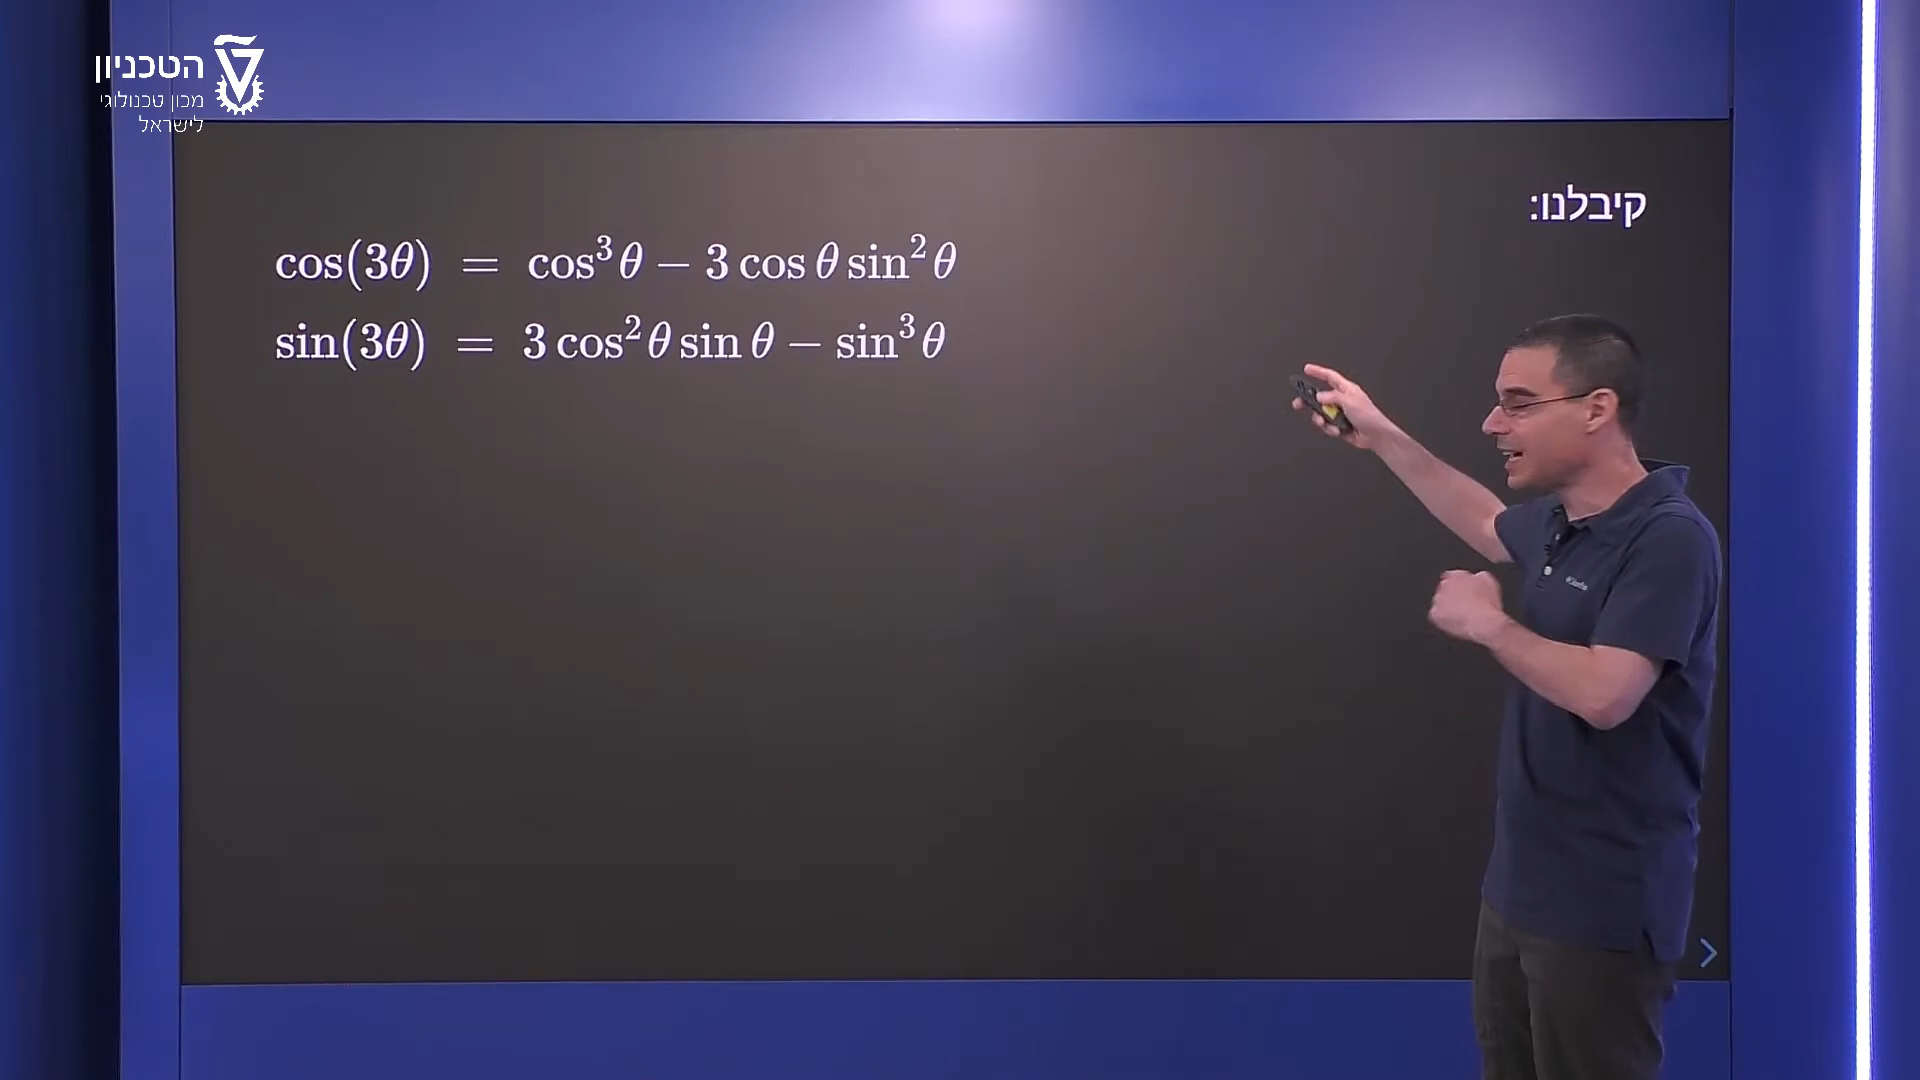 הטכניון
מכון טכנולוגי
לישראל
קיבלנו:
cos(3θ) = cos³θ − 3 cos θ sin²θ
sin(3θ) = 3 cos²θ sin θ − sin³θ